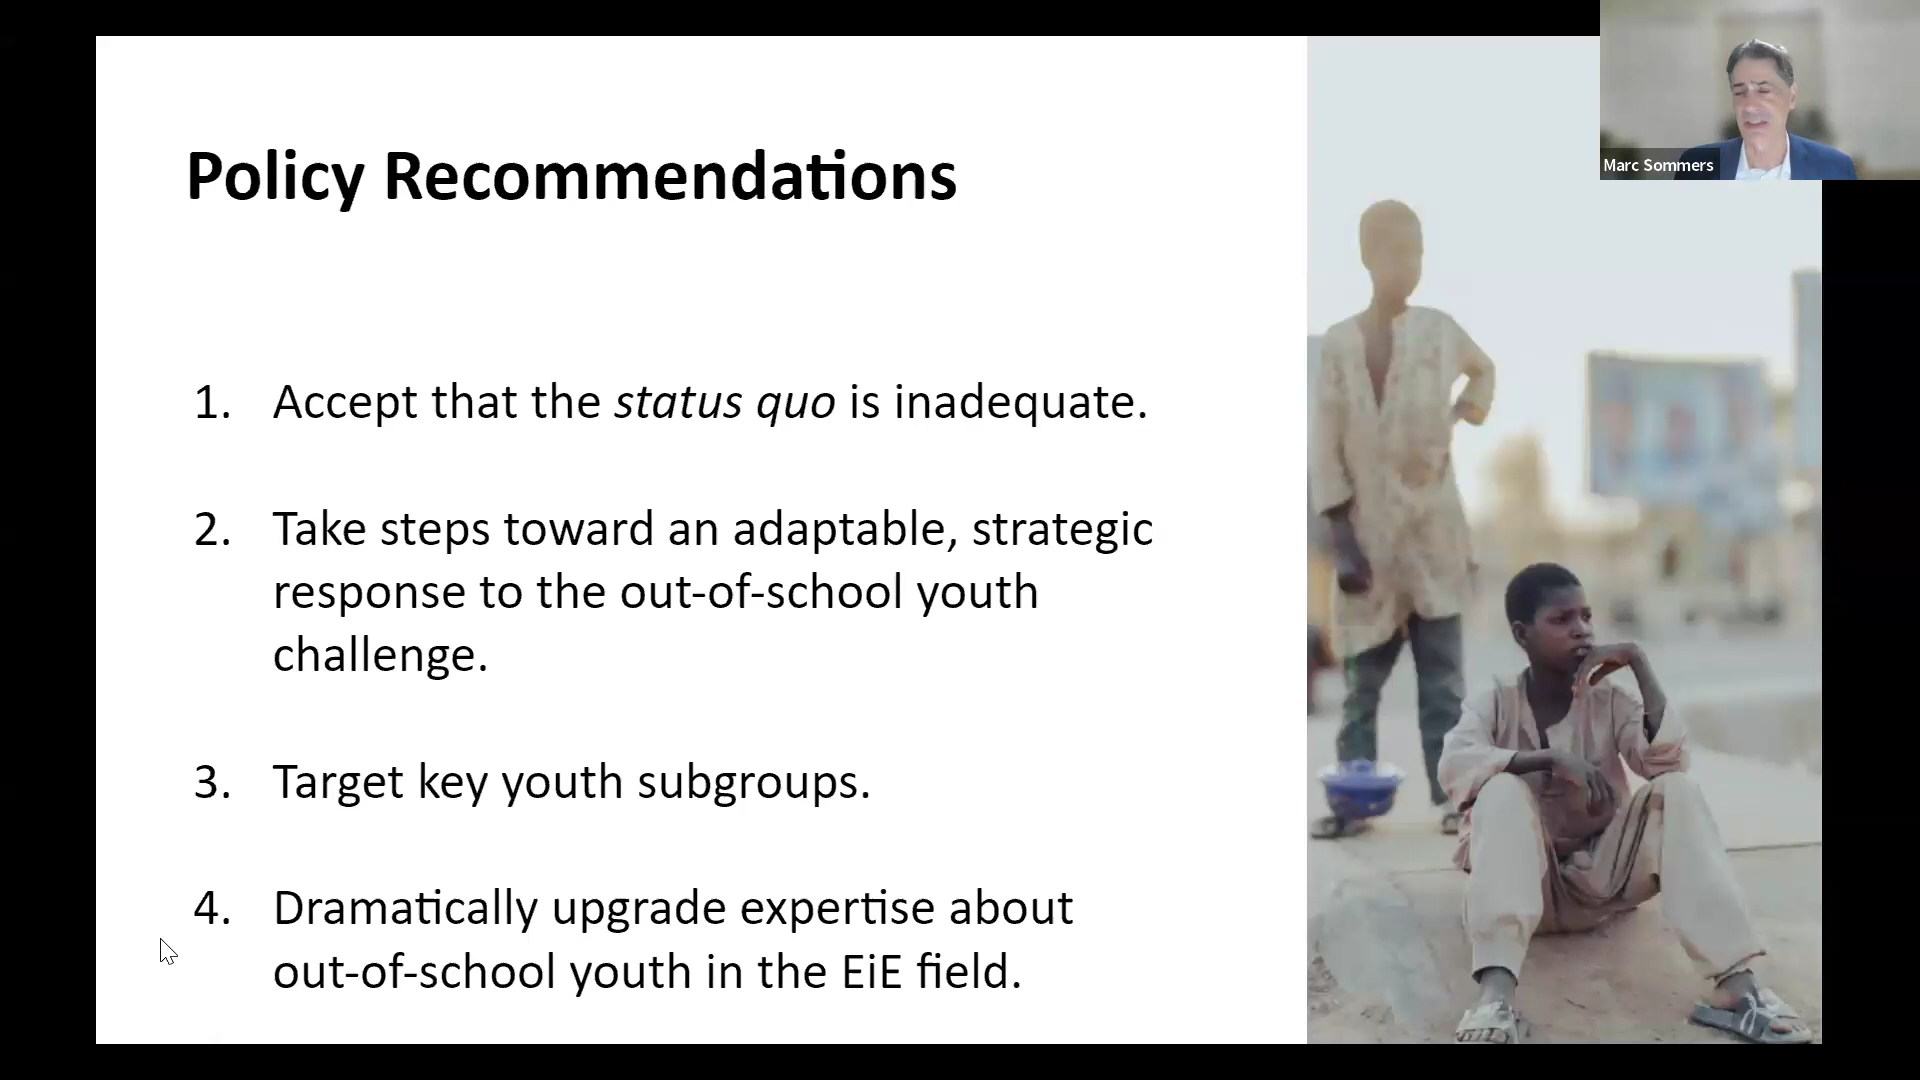 Policy Recommendations
1. Accept that the status quo is inadequate.
2. Take steps toward an adaptable, strategic
response to the out-of-school youth
challenge.
3. Target key youth subgroups.
4. Dramatically upgrade expertise about
out-of-school youth in the EiE field.
Marc Sommers